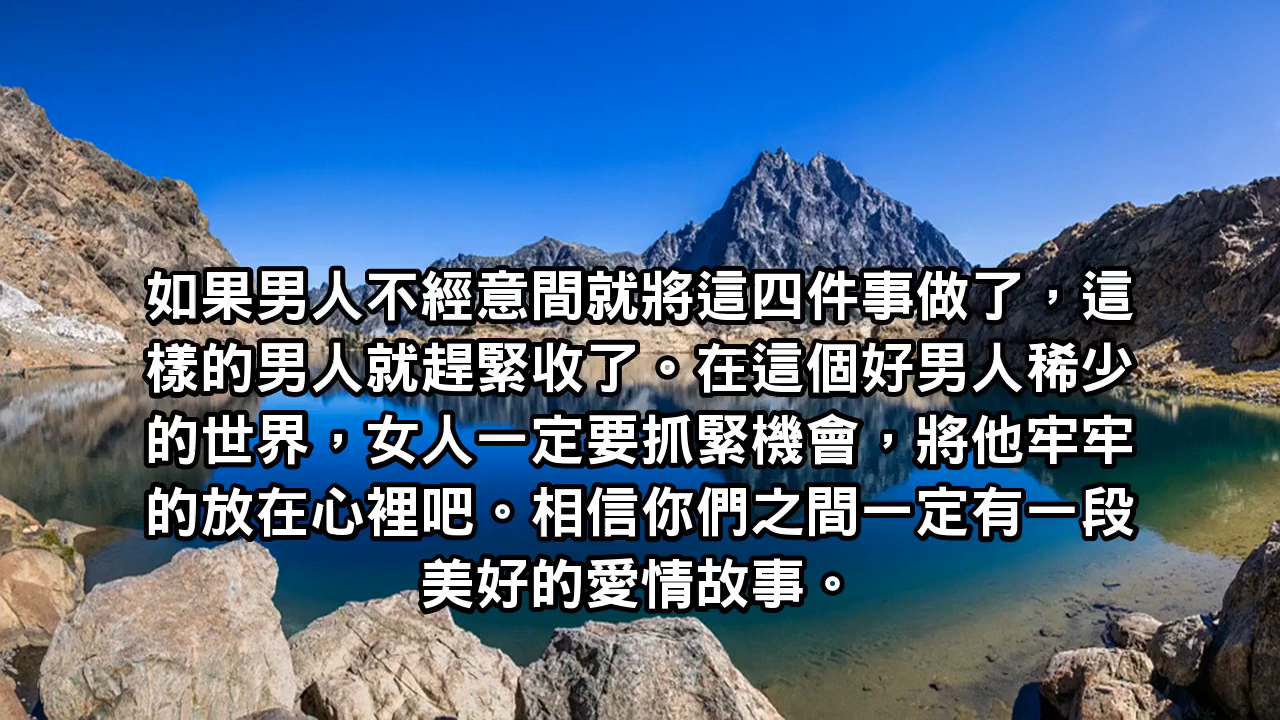 如果男人不經意間就將這四件事做了，這
樣的男人就趕緊收了。在這個好男人稀少
的世界，女人一定要抓緊機會，將他牢牢
的放在心裡吧。相信你們之間一定有一段
美好的愛情故事。